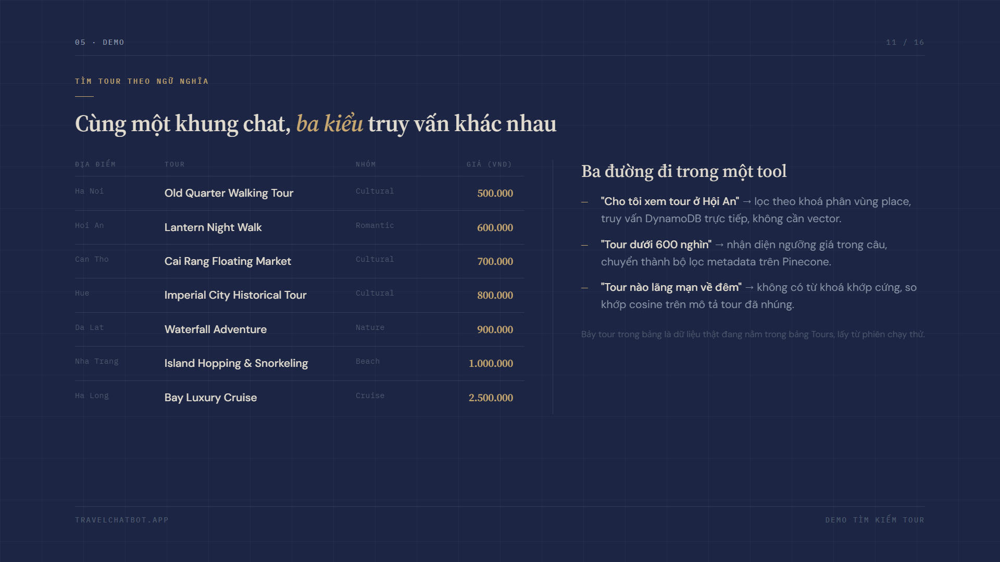 05 · DEMO
11 / 16
TÌM TOUR THEO NGỮ NGHĨA
Cùng một khung chat, ba kiểu truy vấn khác nhau
ĐỊA ĐIỂM TOUR NHÓM GIÁ (VND)
Ha Noi Old Quarter Walking Tour Cultural 500.000
Hoi An Lantern Night Walk Romantic 600.000
Can Tho Cai Rang Floating Market Cultural 700.000
Hue Imperial City Historical Tour Cultural 800.000
Da Lat Waterfall Adventure Nature 900.000
Nha Trang Island Hopping & Snorkeling Beach 1.000.000
Ha Long Bay Luxury Cruise Cruise 2.500.000
Ba đường đi trong một tool
— "Cho tôi xem tour ở Hội An" → lọc theo khoá phân vùng place,
truy vấn DynamoDB trực tiếp, không cần vector.
— "Tour dưới 600 nghìn" → nhận diện ngưỡng giá trong câu,
chuyển thành bộ lọc metadata trên Pinecone.
— "Tour nào lãng mạn về đêm" → không có từ khoá khớp cứng, so
khớp cosine trên mô tả tour đã nhúng.
Bảy tour trong bảng là dữ liệu thật đang nằm trong bảng Tours, lấy từ phiên chạy thử.
TRAVELCHATBOT.APP
DEMO TÌM KIẾM TOUR